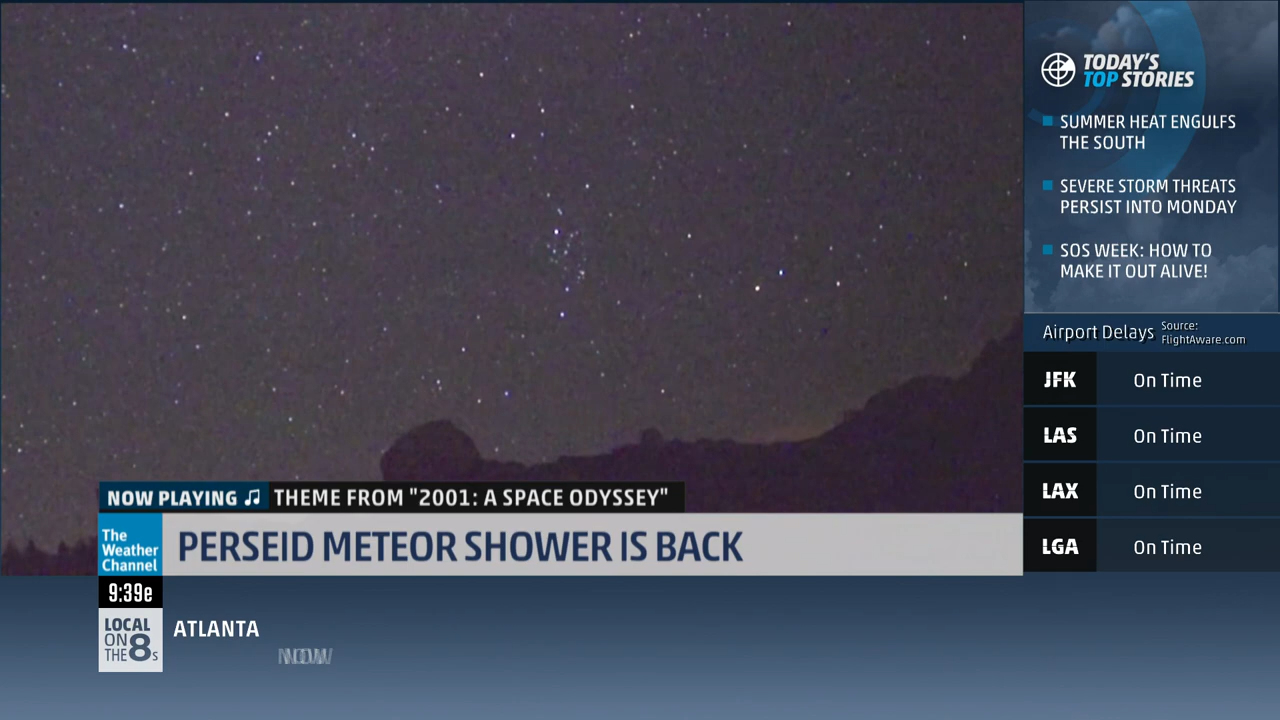 TODAY'S
TOP STORIES
SUMMER HEAT ENGULFS
THE SOUTH
SEVERE STORM THREATS
PERSIST INTO MONDAY
SOS WEEK: HOW TO
MAKE IT OUT ALIVE!
Airport Delays Source:
FlightAware.com
JFK On Time
LAS On Time
LAX On Time
LGA On Time
NOW PLAYING ♫ THEME FROM "2001: A SPACE ODYSSEY"
The
Weather
Channel
PERSEID METEOR SHOWER IS BACK
9:39e
LOCAL
ON
THE 8s
ATLANTA